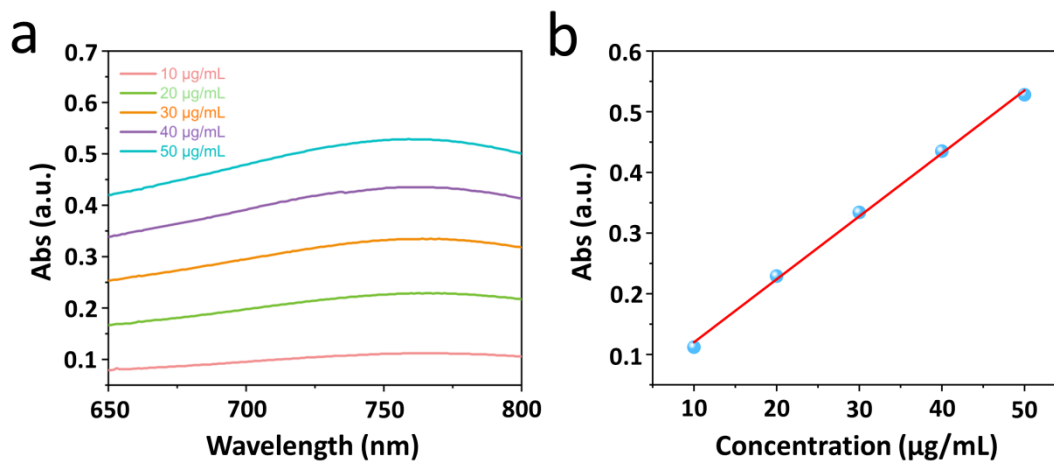 a
0.7
0.6
0.5
0.4
0.3
0.2
0.1
Abs (a.u.)
10 μg/mL
20 μg/mL
30 μg/mL
40 μg/mL
50 μg/mL
650 700 750 800
Wavelength (nm)
b
0.6
0.5
0.4
0.3
0.2
0.1
Abs (a.u.)
10 20 30 40 50
Concentration (μg/mL)